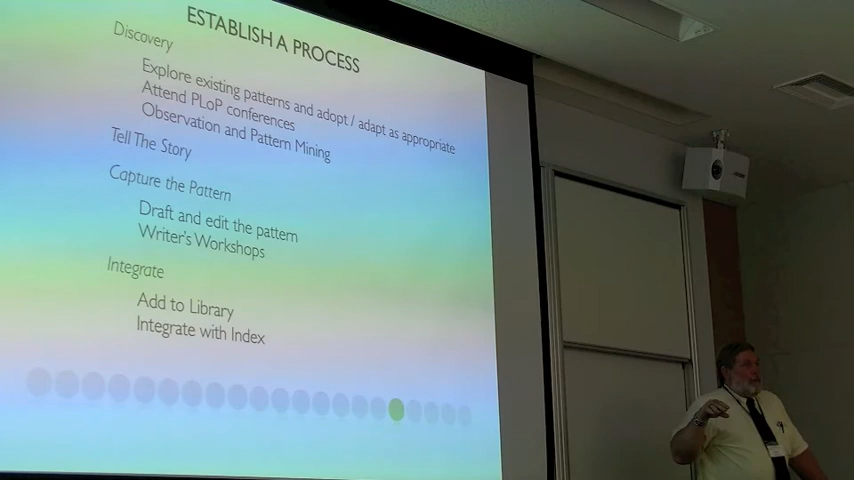 ESTABLISH A PROCESS
Discovery
Explore existing patterns and adopt / adapt as appropriate
Attend PLoP conferences
Observation and Pattern Mining
Tell The Story
Capture the Pattern
Draft and edit the pattern
Writer's Workshops
Integrate
Add to Library
Integrate with Index